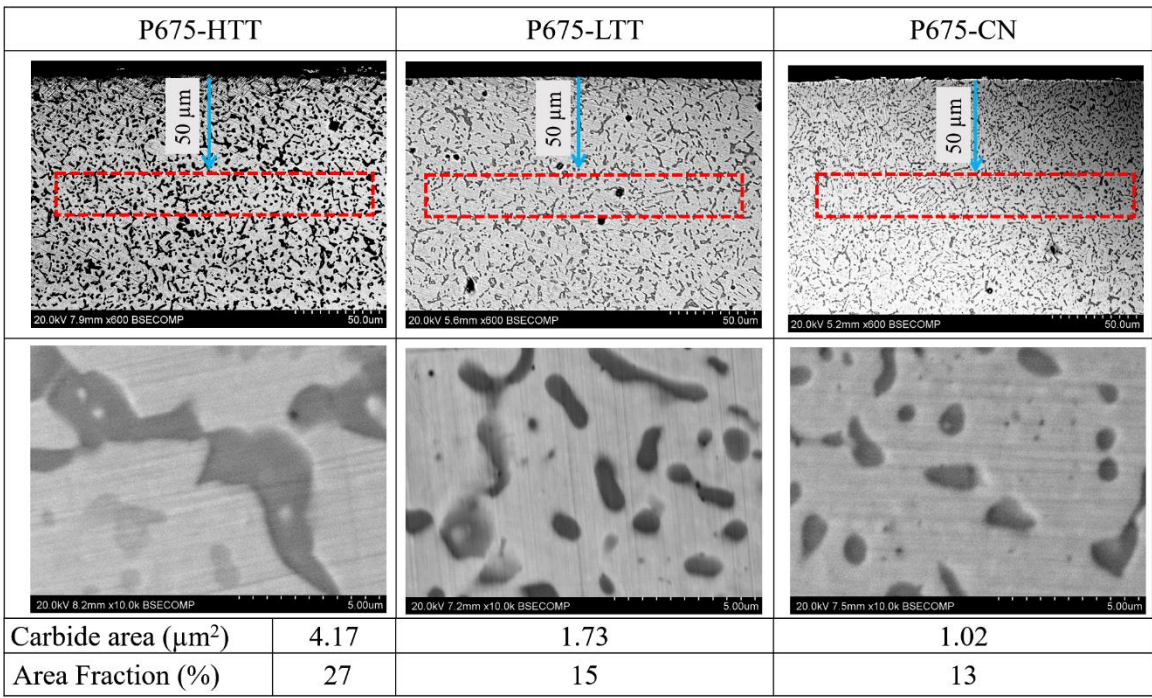 P675-HTT P675-LTT P675-CN
50 µm 50 µm 50 µm
20.0kV 7.9mm x600 BSECOMP 50.0um 20.0kV 5.6mm x600 BSECOMP 50.0um 20.0kV 5.2mm x600 BSECOMP 50.0um
20.0kV 8.2mm x10.0k BSECOMP 5.00um 20.0kV 7.2mm x10.0k BSECOMP 5.00um 20.0kV 7.5mm x10.0k BSECOMP 5.00um
Carbide area (µm²) 4.17 1.73 1.02
Area Fraction (%) 27 15 13